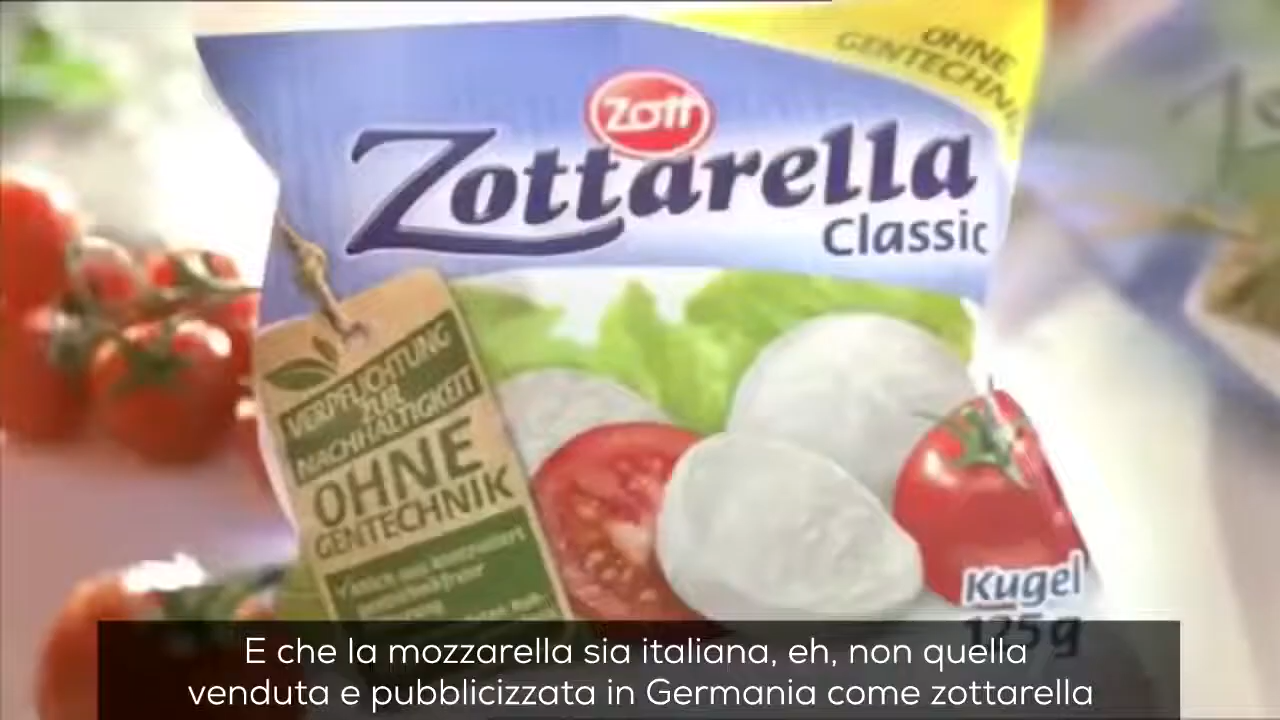 OHNE
GENTECHNIK
Zott
Zottarella
Classic
VERPFLICHTUNG
ZUR
NACHHALTIGKEIT
OHNE
GENTECHNIK
Kugel
125g
E che la mozzarella sia italiana, eh, non quella
venduta e pubblicizzata in Germania come zottarella